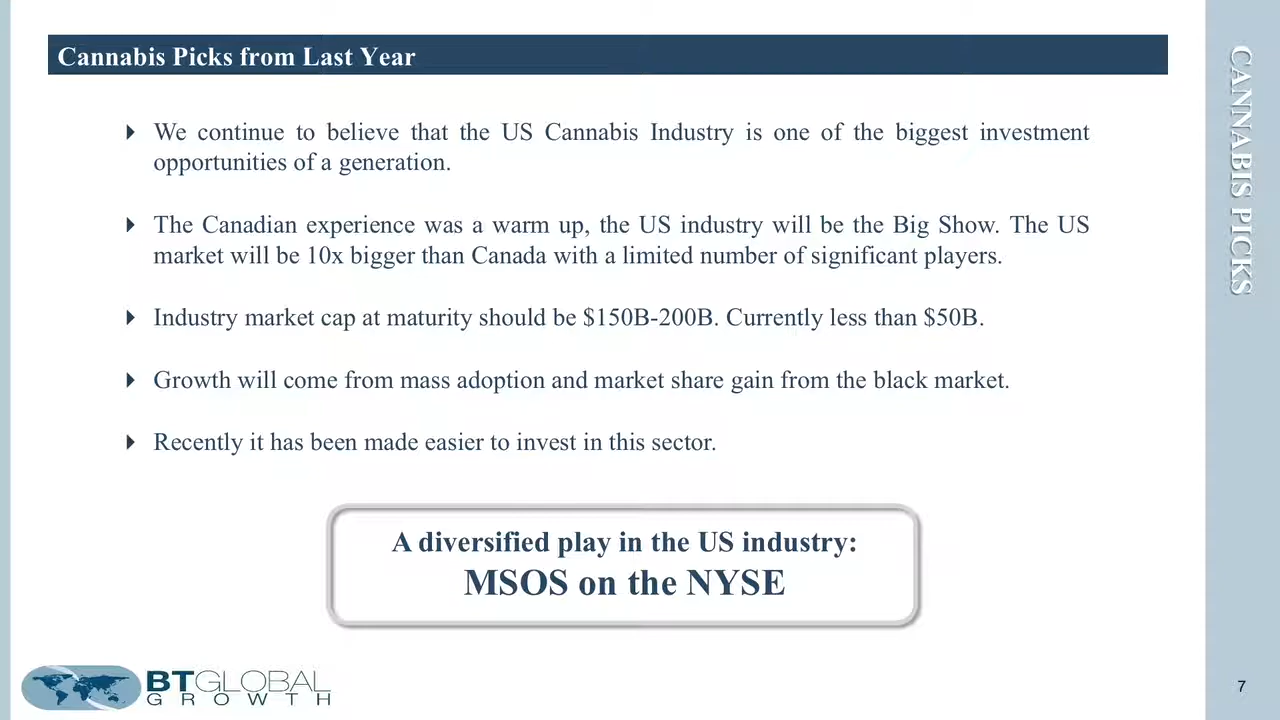 Cannabis Picks from Last Year
We continue to believe that the US Cannabis Industry is one of the biggest investment
opportunities of a generation.
The Canadian experience was a warm up, the US industry will be the Big Show. The US
market will be 10x bigger than Canada with a limited number of significant players.
Industry market cap at maturity should be $150B-200B. Currently less than $50B.
Growth will come from mass adoption and market share gain from the black market.
Recently it has been made easier to invest in this sector.
A diversified play in the US industry:
MSOS on the NYSE
CANNABIS PICKS
BTGLOBAL
GROWTH
7